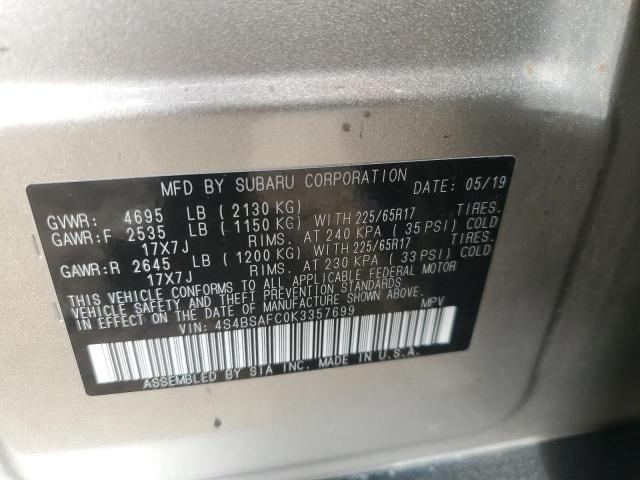 MFD BY SUBARU CORPORATION DATE: 05/19
GVWR: 4695 LB (2130 KG)
GAWR:F 2535 LB (1150 KG) WITH 225/65R17 TIRES.
17X7J RIMS. AT 240 KPA (35 PSI) COLD
GAWR:R 2645 LB (1200 KG) WITH 225/65R17 TIRES.
17X7J RIMS. AT 230 KPA (33 PSI) COLD
THIS VEHICLE CONFORMS TO ALL APPLICABLE FEDERAL MOTOR
VEHICLE SAFETY AND THEFT PREVENTION STANDARDS
IN EFFECT ON THE DATE OF MANUFACTURE SHOWN ABOVE.
VIN: 4S4BSAFC0K3357699 MPV
ASSEMBLED BY SIA INC. MADE IN U.S.A.